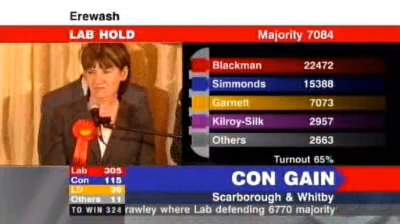 Erewash
LAB HOLD Majority 7084
Blackman 22472
Simmonds 15388
Garnett 7073
Kilroy-Silk 2957
Others 2663
Turnout 65%
Lab 305
Con 115
LD
Others 11
TO WIN 324
CON GAIN
Scarborough & Whitby
rawley where Lab defending 6770 majority